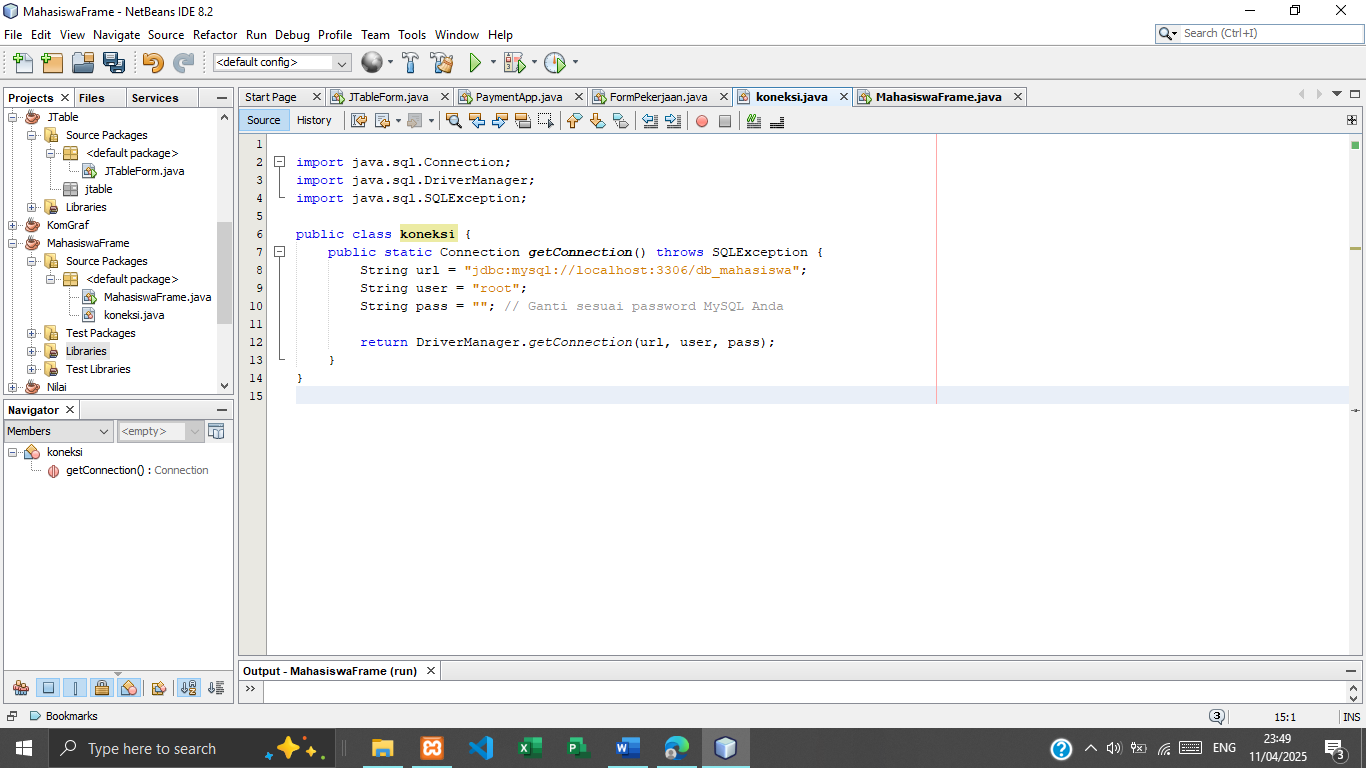 MahasiswaFrame - NetBeans IDE 8.2
File Edit View Navigate Source Refactor Run Debug Profile Team Tools Window Help
Search (Ctrl+I)
<default config>
Projects Files Services
JTable
Source Packages
<default package>
JTableForm.java
jtable
Libraries
KomGraf
MahasiswaFrame
Source Packages
<default package>
MahasiswaFrame.java
koneksi.java
Test Packages
Libraries
Test Libraries
Nilai
Navigator
Members <empty>
koneksi
getConnection() : Connection
Start Page JTableForm.java PaymentApp.java FormPekerjaan.java koneksi.java MahasiswaFrame.java
Source History
1
2 import java.sql.Connection;
3 import java.sql.DriverManager;
4 import java.sql.SQLException;
5
6 public class koneksi {
7 public static Connection getConnection() throws SQLException {
8 String url = "jdbc:mysql://localhost:3306/db_mahasiswa";
9 String user = "root";
10 String pass = ""; // Ganti sesuai password MySQL Anda
11
12 return DriverManager.getConnection(url, user, pass);
13 }
14 }
15
Output - MahasiswaFrame (run)
Bookmarks
3 15:1 INS
Type here to search
ENG
23:49
11/04/2025
3